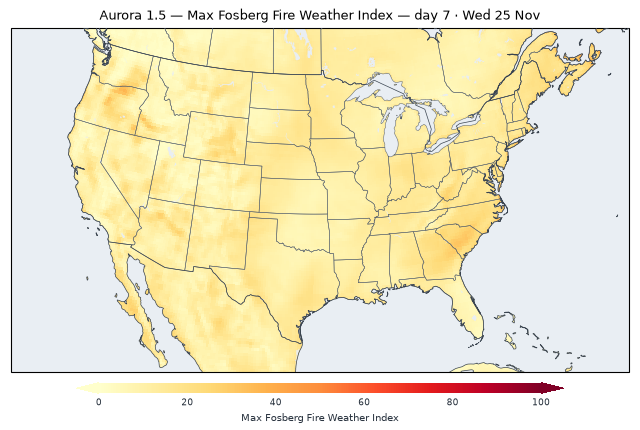 Aurora 1.5 — Max Fosberg Fire Weather Index — day 7 · Wed 25 Nov
0 20 40 60 80 100
Max Fosberg Fire Weather Index